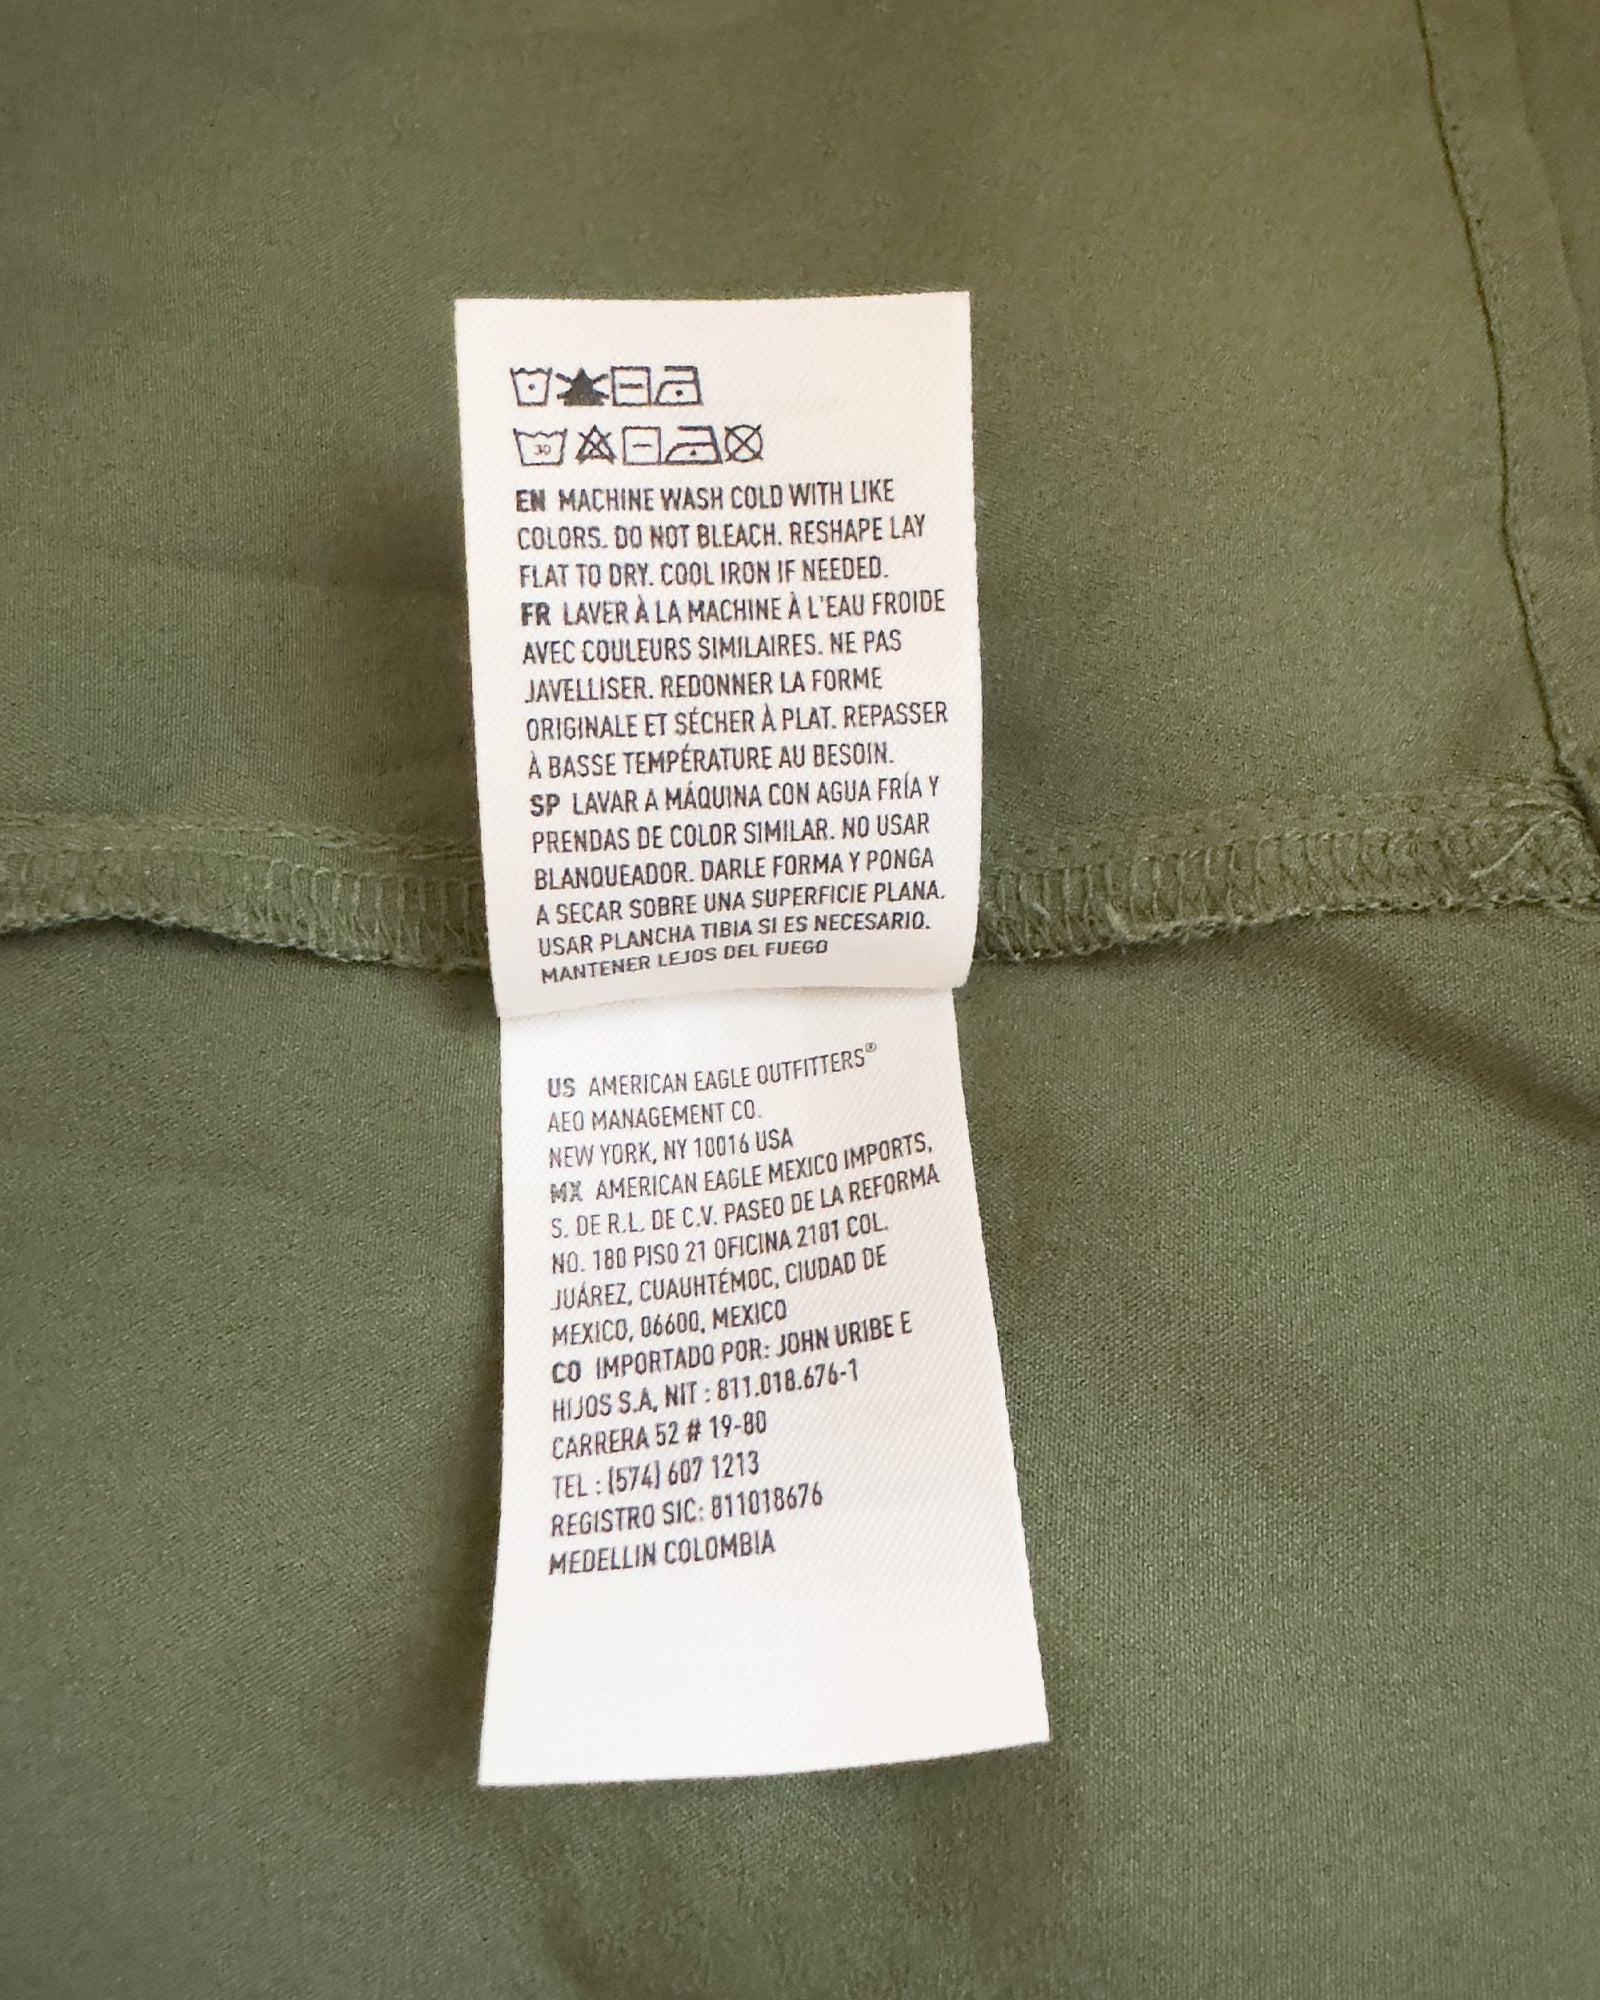 30
EN MACHINE WASH COLD WITH LIKE
COLORS. DO NOT BLEACH. RESHAPE LAY
FLAT TO DRY. COOL IRON IF NEEDED.
FR LAVER À LA MACHINE À L'EAU FROIDE
AVEC COULEURS SIMILAIRES. NE PAS
JAVELLISER. REDONNER LA FORME
ORIGINALE ET SÉCHER À PLAT. REPASSER
À BASSE TEMPÉRATURE AU BESOIN.
SP LAVAR A MÁQUINA CON AGUA FRÍA Y
PRENDAS DE COLOR SIMILAR. NO USAR
BLANQUEADOR. DARLE FORMA Y PONGA
A SECAR SOBRE UNA SUPERFICIE PLANA.
USAR PLANCHA TIBIA SI ES NECESARIO.
MANTENER LEJOS DEL FUEGO
US AMERICAN EAGLE OUTFITTERS®
AEO MANAGEMENT CO.
NEW YORK, NY 10016 USA
MX AMERICAN EAGLE MEXICO IMPORTS,
S. DE R.L. DE C.V. PASEO DE LA REFORMA
NO. 180 PISO 21 OFICINA 2101 COL.
JUÁREZ, CUAUHTÉMOC, CIUDAD DE
MEXICO, 06600, MEXICO
CO IMPORTADO POR: JOHN URIBE E
HIJOS S.A, NIT : 811.018.676-1
CARRERA 52 # 19-80
TEL : (574) 607 1213
REGISTRO SIC: 811018676
MEDELLIN COLOMBIA